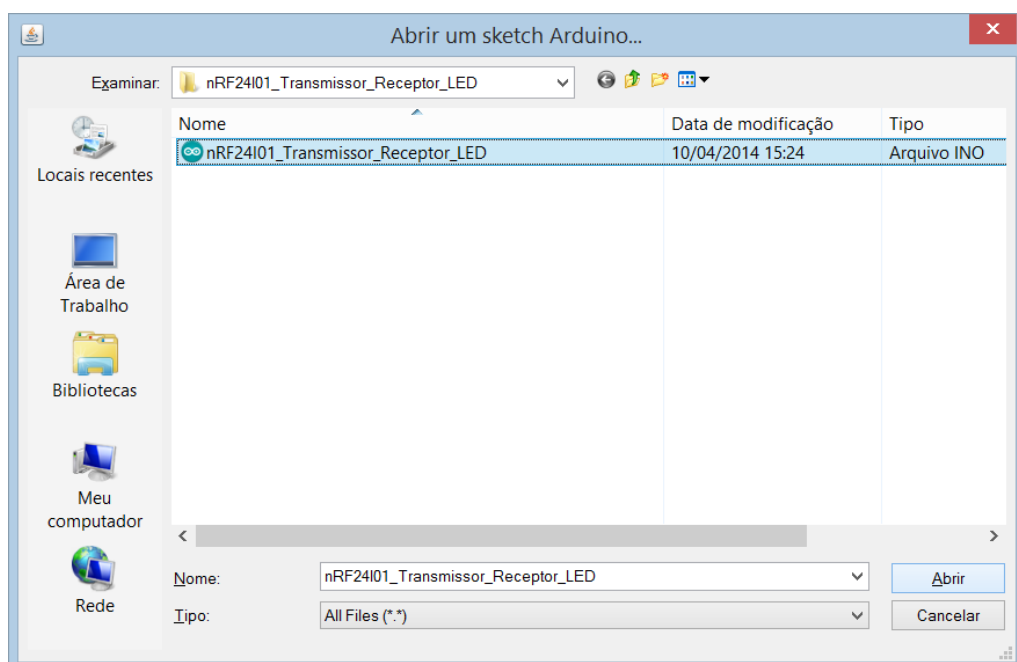 Abrir um sketch Arduino...
Examinar: nRF24l01_Transmissor_Receptor_LED
Nome Data de modificação Tipo
nRF24l01_Transmissor_Receptor_LED 10/04/2014 15:24 Arquivo INO
Locais recentes
Área de
Trabalho
Bibliotecas
Meu
computador
Rede
Nome: nRF24l01_Transmissor_Receptor_LED Abrir
Tipo: All Files (*.*) Cancelar